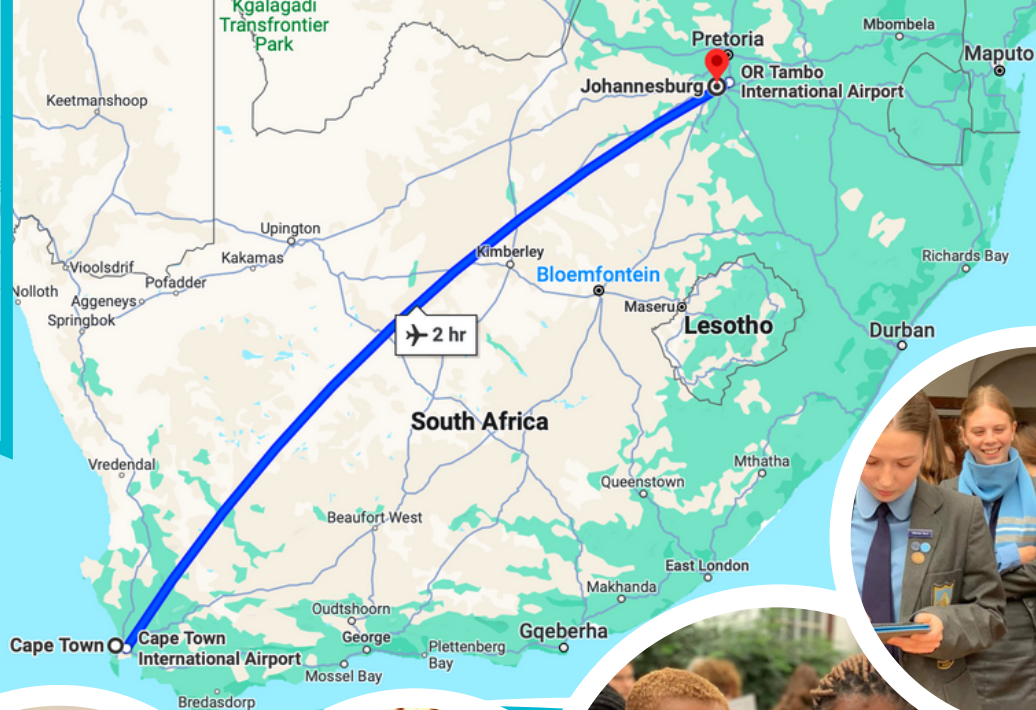 Kgalagadi
Transfrontier
Park
Mbombela
Pretoria
Maputo
OR Tambo
International Airport
Johannesburg
Keetmanshoop
Upington
Kimberley
Kakamas
Richards Bay
Vioolsdrif
Bloemfontein
Pofadder
Nolloth
Aggeneys
Maseru
Springbok
Lesotho
Durban
2 hr
South Africa
Vredendal
Mthatha
Queenstown
Beaufort West
East London
Makhanda
Oudtshoorn
Gqeberha
George
Cape Town
Cape Town
International Airport
Plettenberg
Bay
Mossel Bay
Bredasdorp